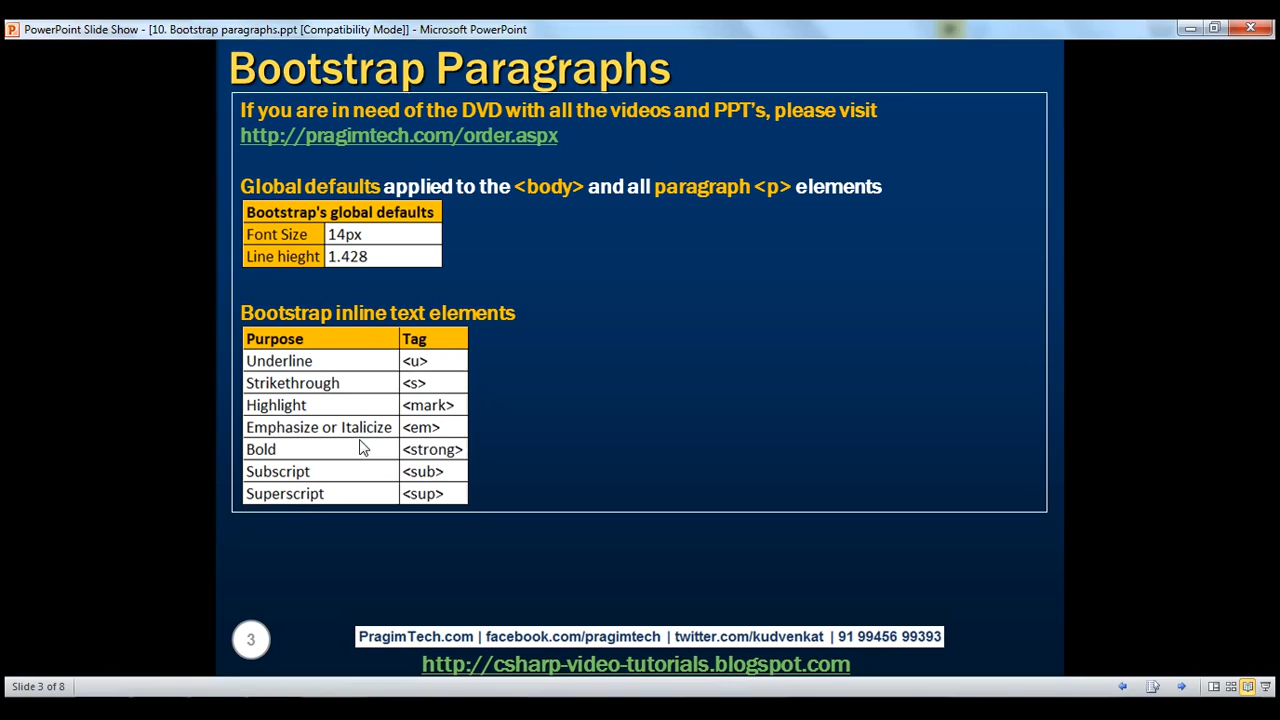 PowerPoint Slide Show - [10. Bootstrap paragraphs.ppt [Compatibility Mode]] - Microsoft PowerPoint
Bootstrap Paragraphs
If you are in need of the DVD with all the videos and PPT's, please visit
http://pragimtech.com/order.aspx
Global defaults applied to the <body> and all paragraph <p> elements
Bootstrap's global defaults
Font Size 14px
Line hieght 1.428
Bootstrap inline text elements
Purpose Tag
Underline <u>
Strikethrough <s>
Highlight <mark>
Emphasize or Italicize <em>
Bold <strong>
Subscript <sub>
Superscript <sup>
3
PragimTech.com | facebook.com/pragimtech | twitter.com/kudvenkat | 91 99456 99393
http://csharp-video-tutorials.blogspot.com
Slide 3 of 8